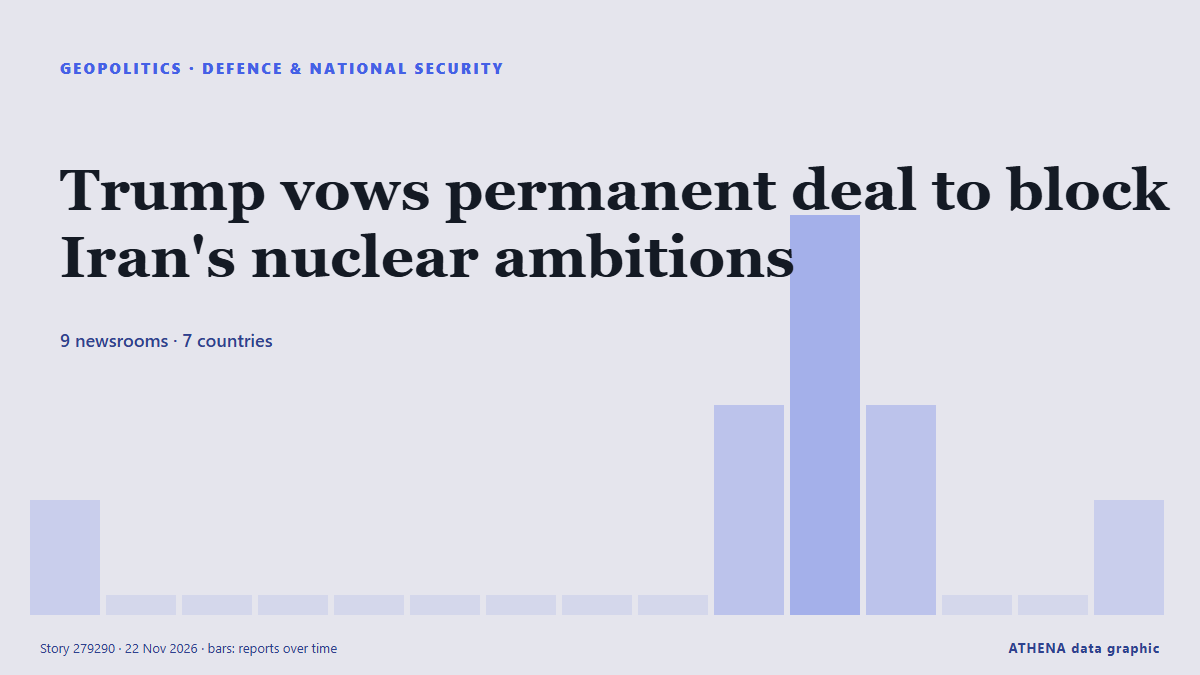 GEOPOLITICS · DEFENCE & NATIONAL SECURITY
Trump vows permanent deal to block
Iran's nuclear ambitions
9 newsrooms · 7 countries
Story 279290 · 22 Nov 2026 · bars: reports over time
ATHENA data graphic